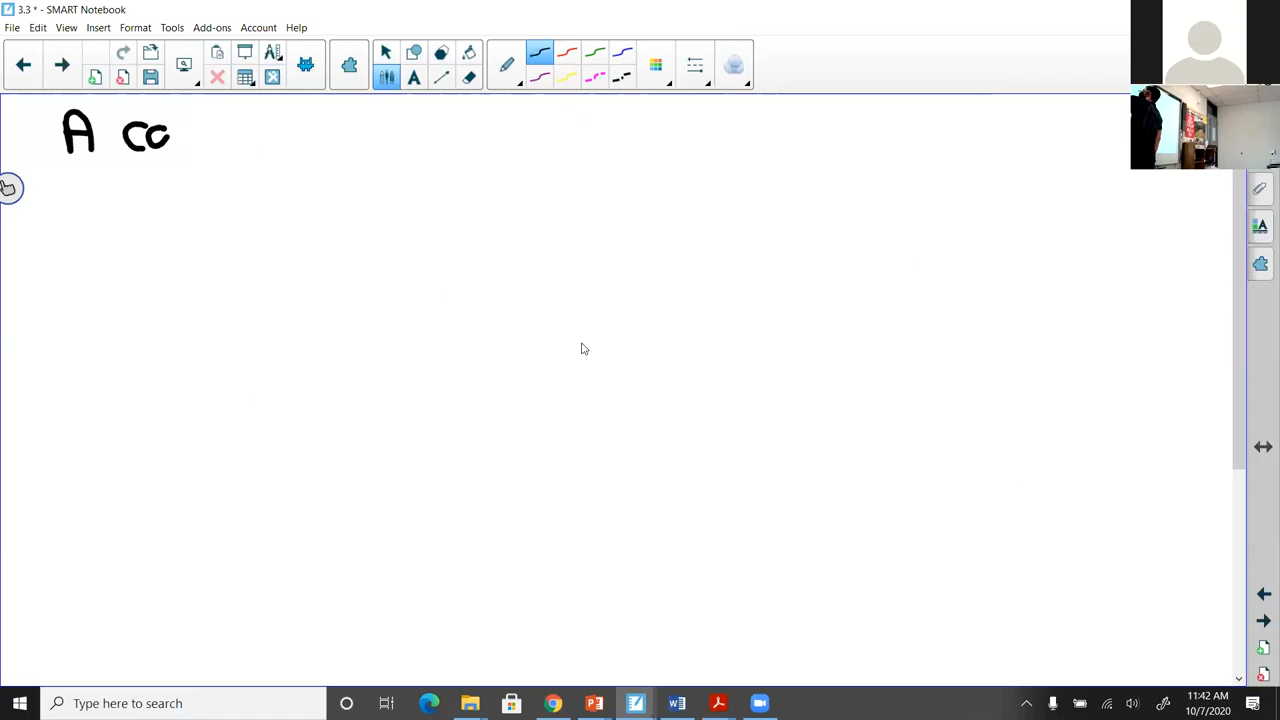 3.3 * - SMART Notebook
File Edit View Insert Format Tools Add-ons Account Help
A co
Type here to search
11:42 AM
10/7/2020